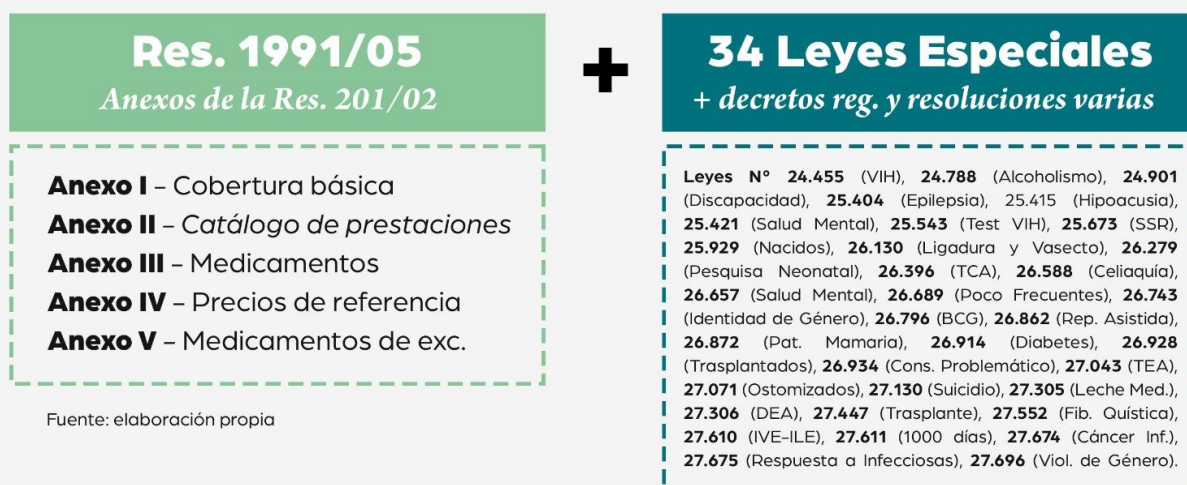 Res. 1991/05
Anexos de la Res. 201/02
Anexo I – Cobertura básica
Anexo II – Catálogo de prestaciones
Anexo III – Medicamentos
Anexo IV – Precios de referencia
Anexo V – Medicamentos de exc.
Fuente: elaboración propia
+
34 Leyes Especiales
+ decretos reg. y resoluciones varias
Leyes Nº 24.455 (VIH), 24.788 (Alcoholismo), 24.901
(Discapacidad), 25.404 (Epilepsia), 25.415 (Hipoacusia),
25.421 (Salud Mental), 25.543 (Test VIH), 25.673 (SSR),
25.929 (Nacidos), 26.130 (Ligadura y Vasecto), 26.279
(Pesquisa Neonatal), 26.396 (TCA), 26.588 (Celiaquía),
26.657 (Salud Mental), 26.689 (Poco Frecuentes), 26.743
(Identidad de Género), 26.796 (BCG), 26.862 (Rep. Asistida),
26.872 (Pat. Mamaria), 26.914 (Diabetes), 26.928
(Trasplantados), 26.934 (Cons. Problemático), 27.043 (TEA),
27.071 (Ostomizados), 27.130 (Suicidio), 27.305 (Leche Med.),
27.306 (DEA), 27.447 (Trasplante), 27.552 (Fib. Quística),
27.610 (IVE-ILE), 27.611 (1000 días), 27.674 (Cáncer Inf.),
27.675 (Respuesta a Infecciosas), 27.696 (Viol. de Género).